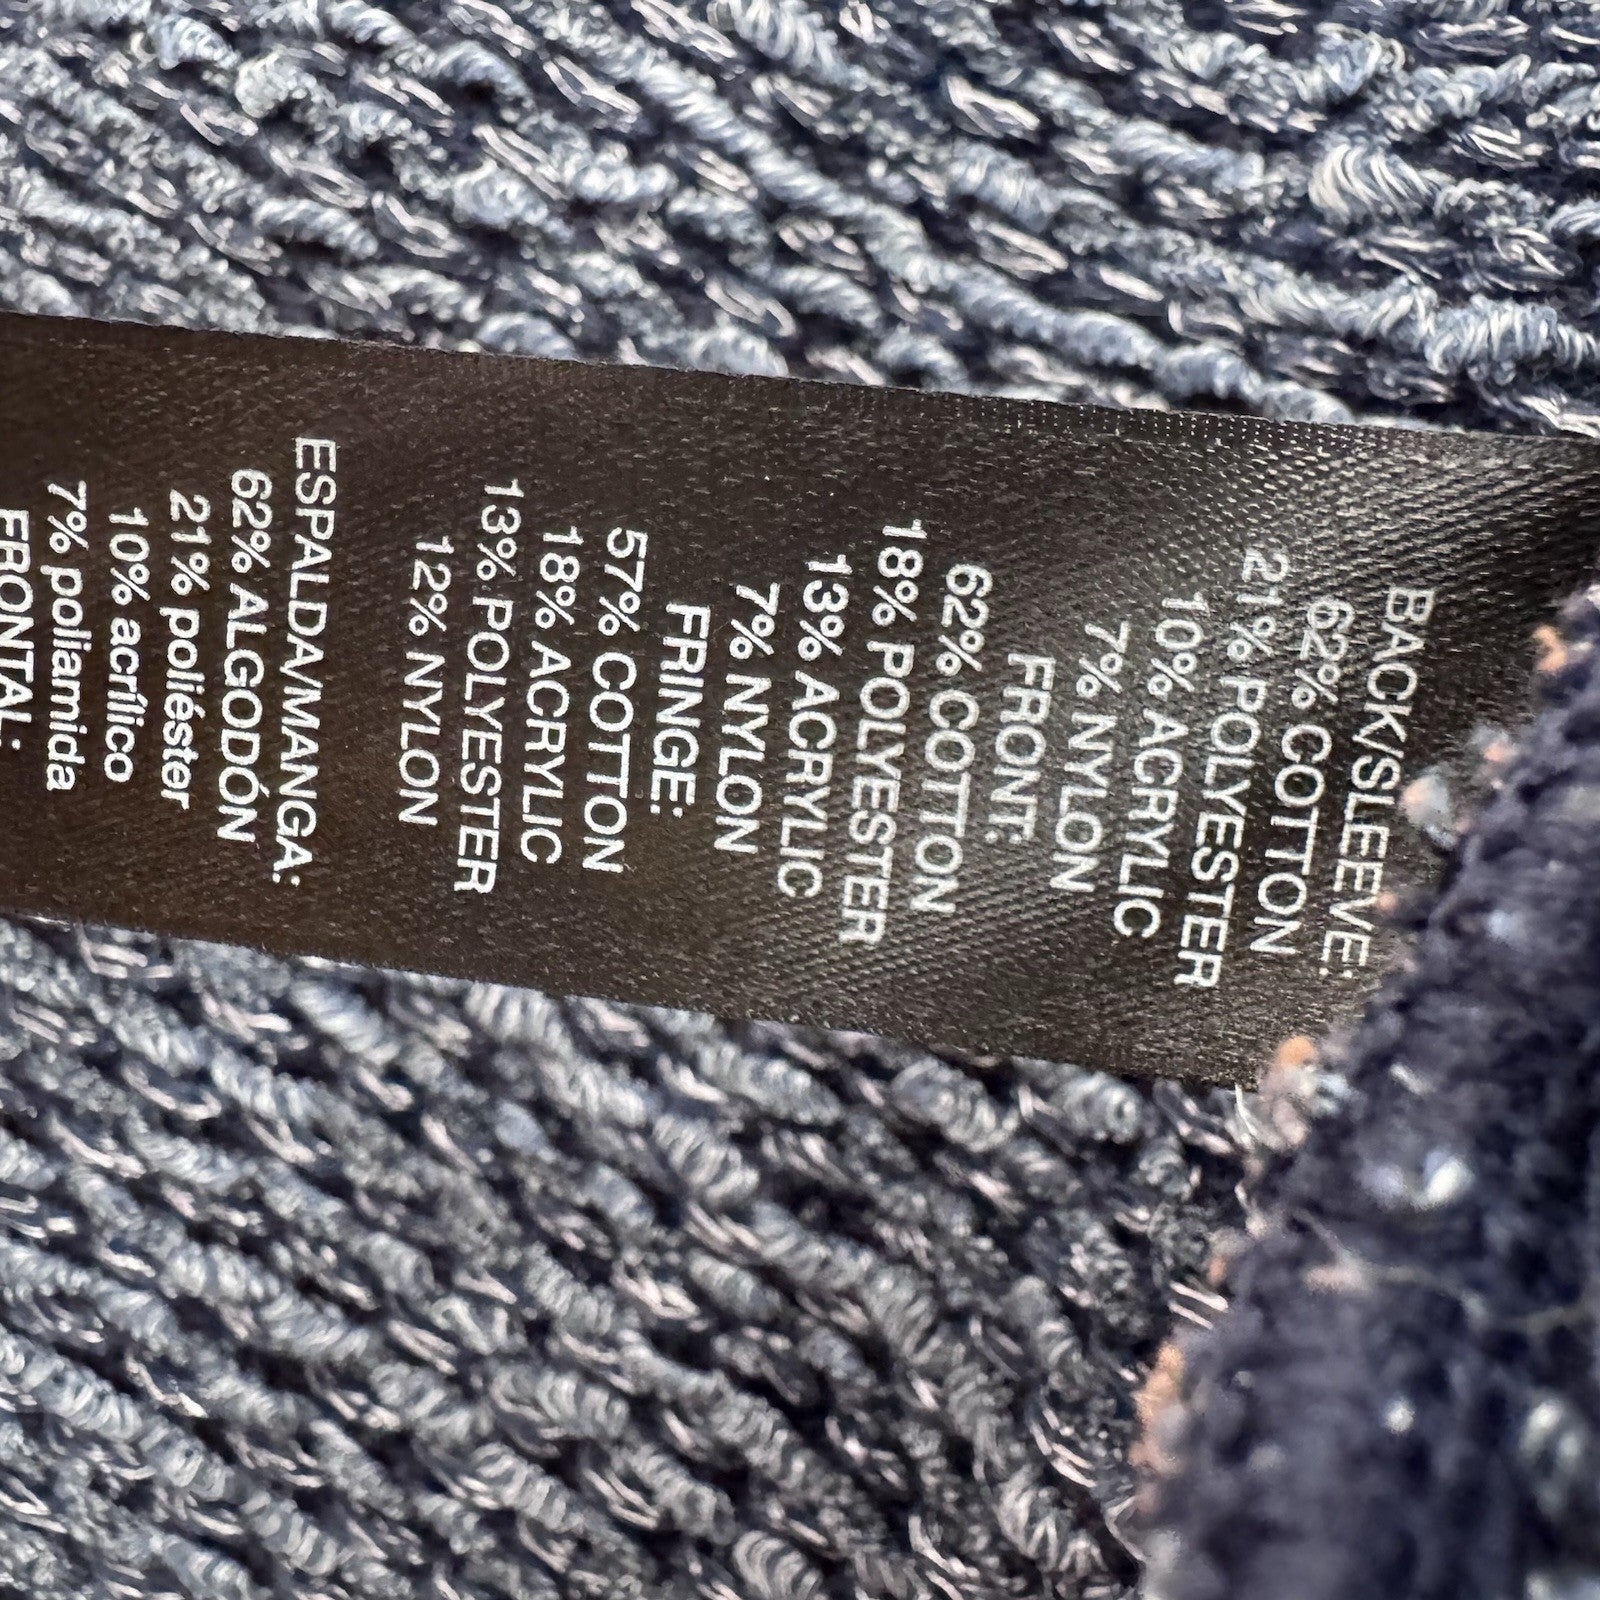 BACK/SLEEVE:
62% COTTON
21% POLYESTER
10% ACRYLIC
7% NYLON
FRONT:
62% COTTON
18% POLYESTER
13% ACRYLIC
7% NYLON
FRINGE:
57% COTTON
18% ACRYLIC
13% POLYESTER
12% NYLON
ESPALDA/MANGA:
62% ALGODÓN
21% poliéster
10% acrílico
7% poliamida
FRONTAL: